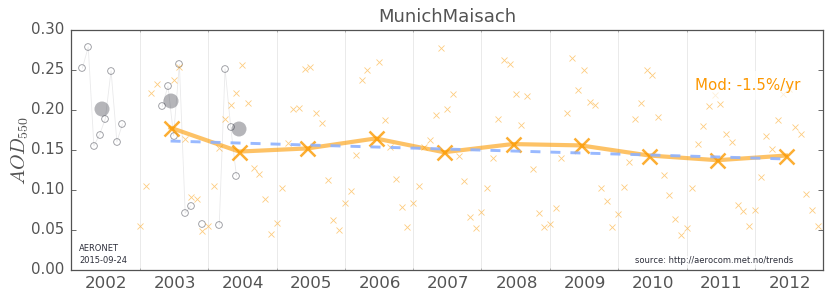 MunichMaisach
0.30
0.25
0.20
0.15
0.10
0.05
0.00
AOD550
Mod: -1.5%/yr
AERONET
2015-09-24
source: http://aerocom.met.no/trends
2002 2003 2004 2005 2006 2007 2008 2009 2010 2011 2012